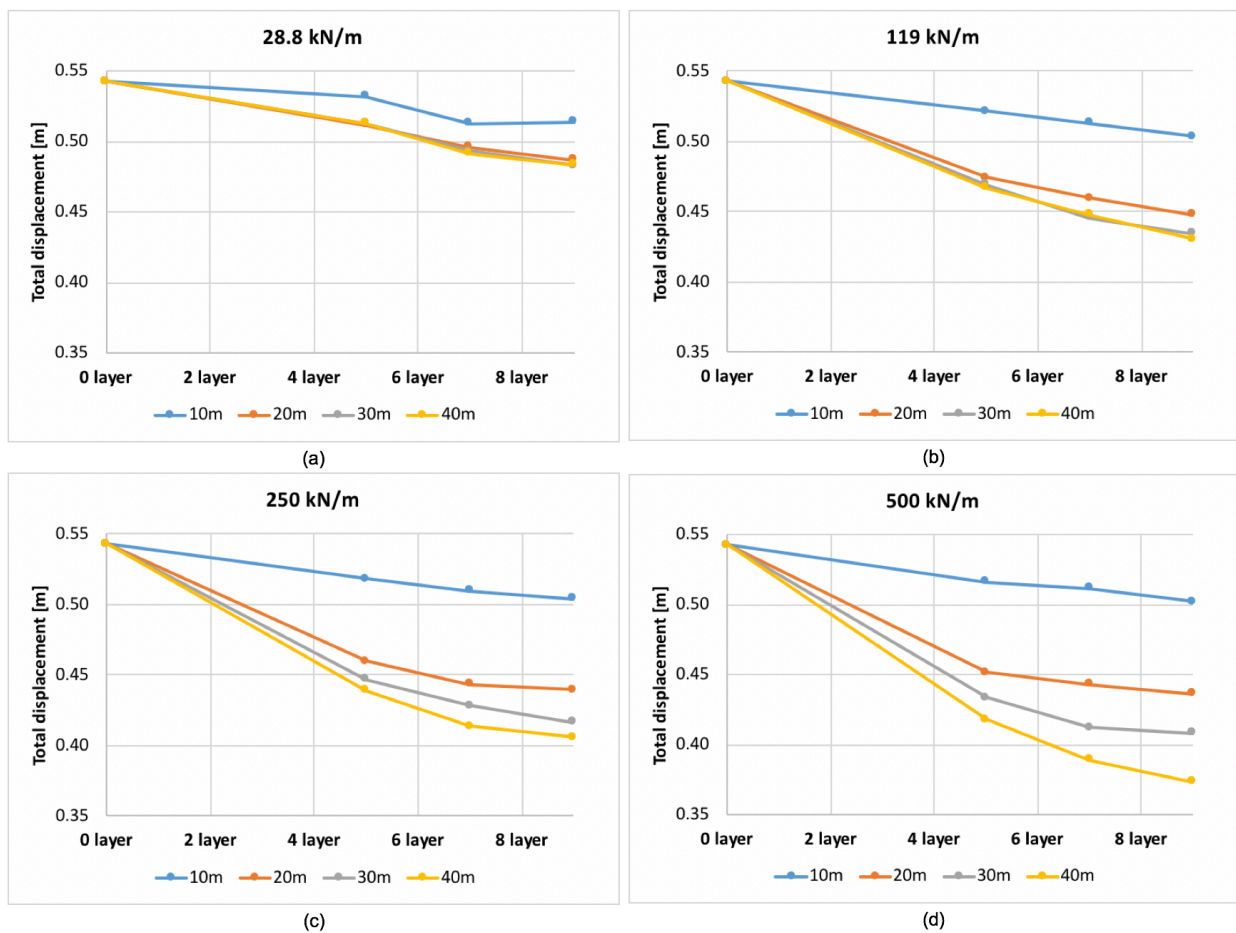 28.8 kN/m
Total displacement [m]
0.55
0.50
0.45
0.40
0.35
0 layer 2 layer 4 layer 6 layer 8 layer
10m 20m 30m 40m
(a)
119 kN/m
Total displacement [m]
0.55
0.50
0.45
0.40
0.35
0 layer 2 layer 4 layer 6 layer 8 layer
10m 20m 30m 40m
(b)
250 kN/m
Total displacement [m]
0.55
0.50
0.45
0.40
0.35
0 layer 2 layer 4 layer 6 layer 8 layer
10m 20m 30m 40m
(c)
500 kN/m
Total displacement [m]
0.55
0.50
0.45
0.40
0.35
0 layer 2 layer 4 layer 6 layer 8 layer
10m 20m 30m 40m
(d)